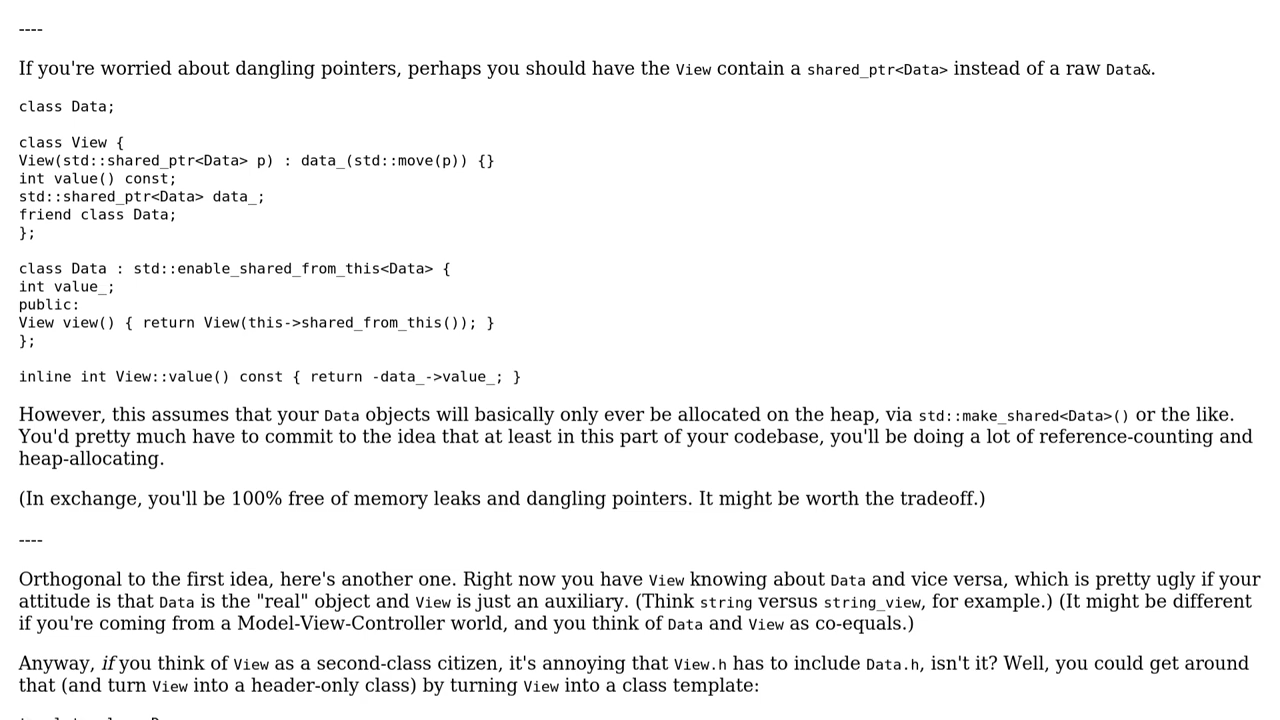 ----
If you're worried about dangling pointers, perhaps you should have the View contain a shared_ptr<Data> instead of a raw Data&.
class Data;
class View {
View(std::shared_ptr<Data> p) : data_(std::move(p)) {}
int value() const;
std::shared_ptr<Data> data_;
friend class Data;
};
class Data : std::enable_shared_from_this<Data> {
int value_;
public:
View view() { return View(this->shared_from_this()); }
};
inline int View::value() const { return -data_->value_; }
However, this assumes that your Data objects will basically only ever be allocated on the heap, via std::make_shared<Data>() or the like.
You'd pretty much have to commit to the idea that at least in this part of your codebase, you'll be doing a lot of reference-counting and
heap-allocating.
(In exchange, you'll be 100% free of memory leaks and dangling pointers. It might be worth the tradeoff.)
----
Orthogonal to the first idea, here's another one. Right now you have View knowing about Data and vice versa, which is pretty ugly if your
attitude is that Data is the "real" object and View is just an auxiliary. (Think string versus string_view, for example.) (It might be different
if you're coming from a Model-View-Controller world, and you think of Data and View as co-equals.)
Anyway, if you think of View as a second-class citizen, it's annoying that View.h has to include Data.h, isn't it? Well, you could get around
that (and turn View into a header-only class) by turning View into a class template: